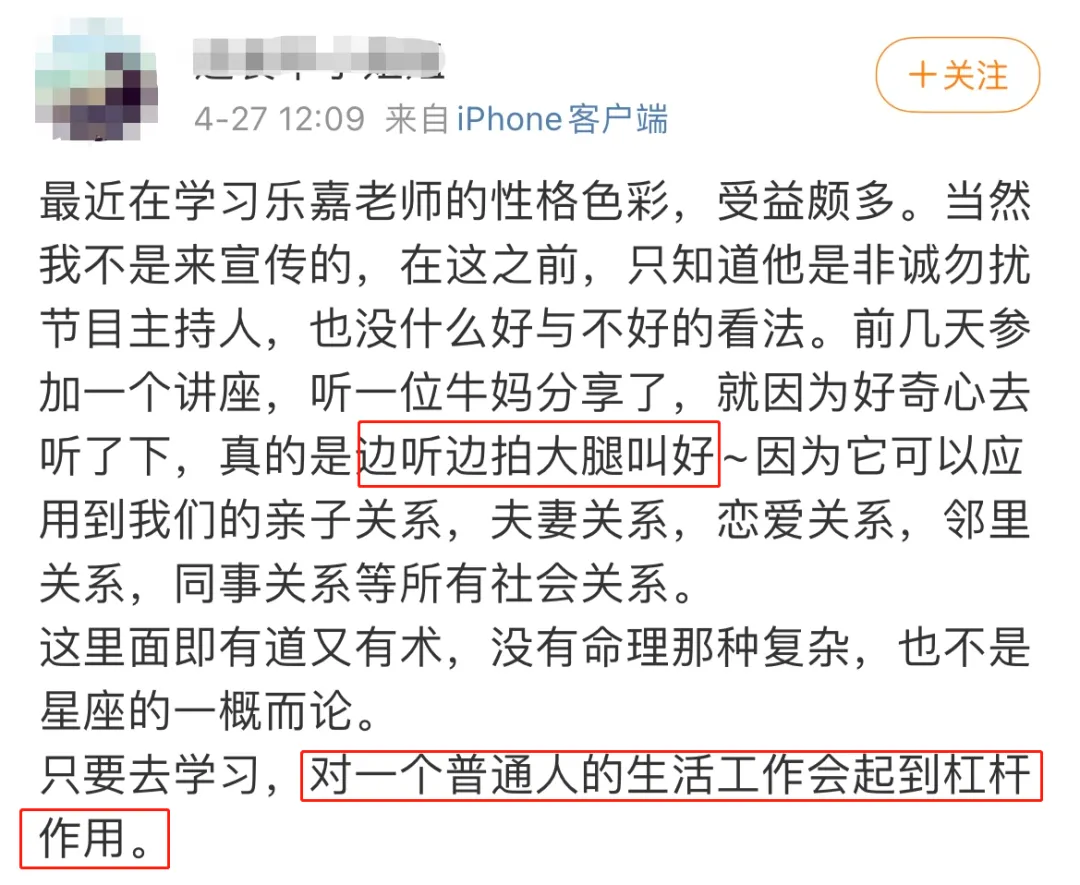 +关注
4-27 12:09 来自 iPhone客户端
最近在学习乐嘉老师的性格色彩，受益颇多。当然
我不是来宣传的，在这之前，只知道他是非诚勿扰
节目主持人，也没什么好与不好的看法。前几天参
加一个讲座，听一位牛妈分享了，就因为好奇心去
听了下，真的是边听边拍大腿叫好~因为它可以应
用到我们的亲子关系，夫妻关系，恋爱关系，邻里
关系，同事关系等所有社会关系。
这里面即有道又有术，没有命理那种复杂，也不是
星座的一概而论。
只要去学习，对一个普通人的生活工作会起到杠杆
作用。